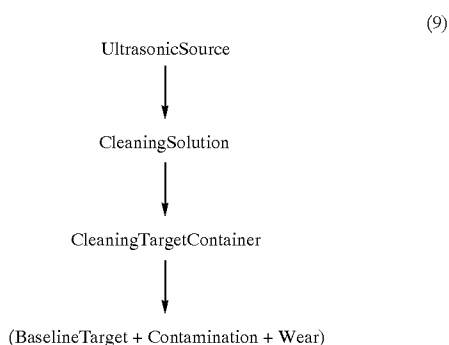 (9)
UltrasonicSource
CleaningSolution
CleaningTargetContainer
(BaselineTarget + Contamination + Wear)